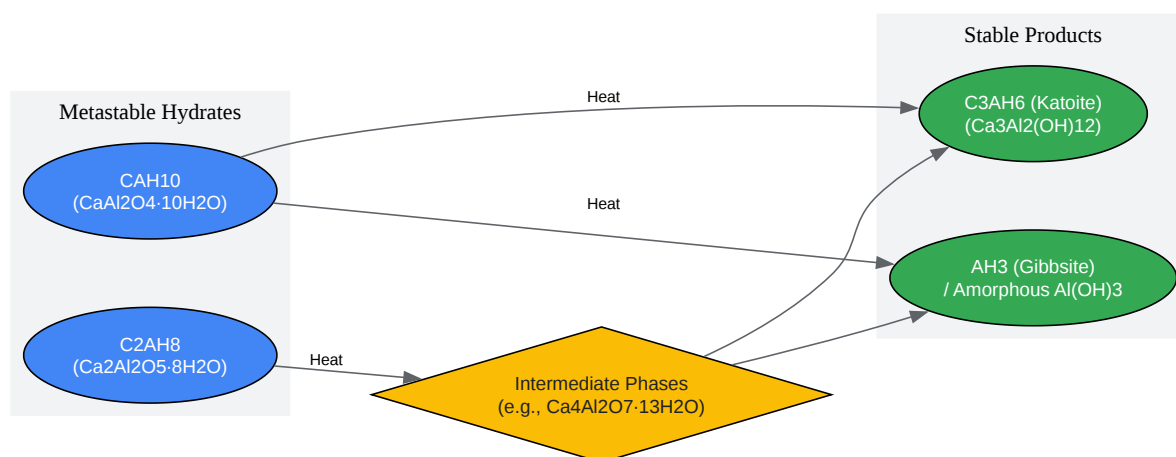 Stable Products
Metastable Hydrates
Heat
C3AH6 (Katoite)
(Ca3Al2(OH)12)
CAH10
(CaAl2O4·10H2O)
Heat
AH3 (Gibbsite)
/ Amorphous Al(OH)3
C2AH8
(Ca2Al2O5·8H2O)
Heat
Intermediate Phases
(e.g., Ca4Al2O7·13H2O)